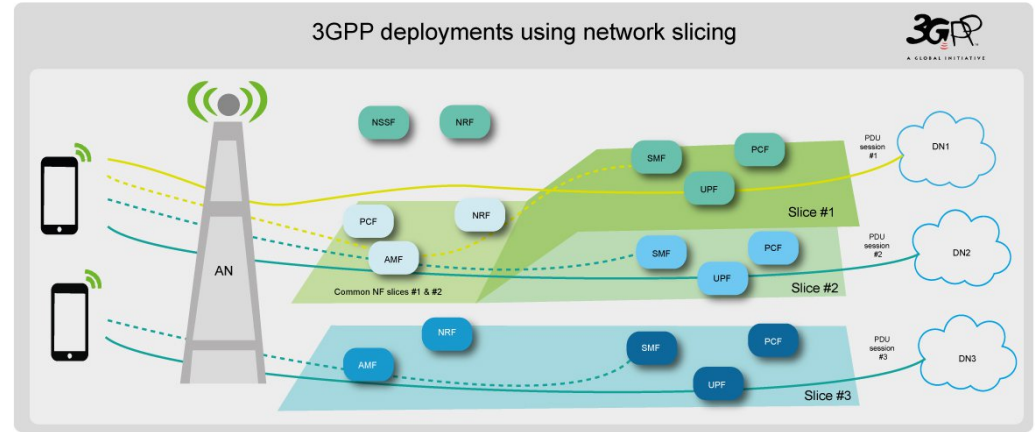 3GPP deployments using network slicing
3GPP
A GLOBAL INITIATIVE
NSSF
NRF
SMF
PCF
UPF
PDU
session
#1
DN1
Slice #1
PCF
NRF
AMF
Common NF slices #1 & #2
SMF
PCF
UPF
PDU
session
#2
DN2
Slice #2
AN
NRF
AMF
SMF
PCF
UPF
PDU
session
#3
DN3
Slice #3